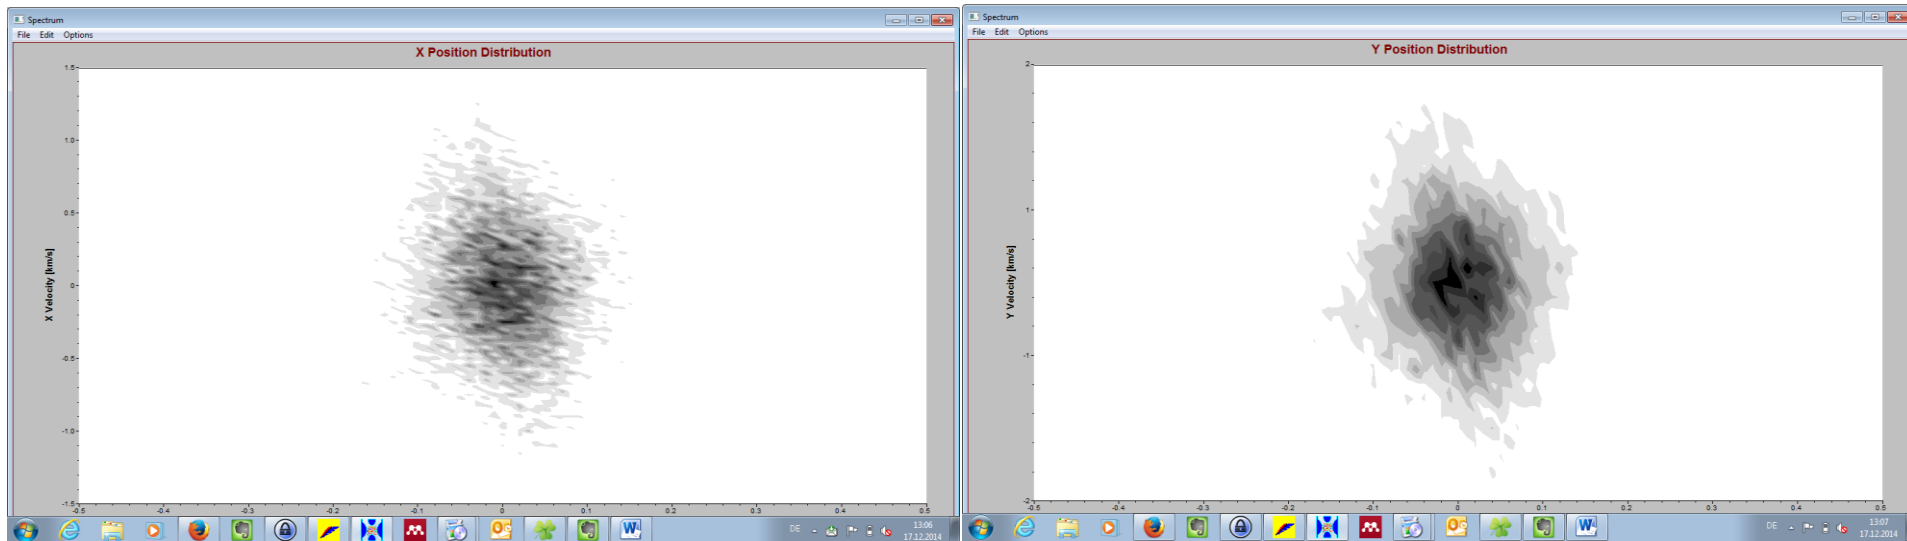 Spectrum
File Edit Options
X Position Distribution
X Velocity [km/s]
1.5
1.0
0.5
0
-0.5
-1.0
-1.5
-0.5 -0.4 -0.3 -0.2 -0.1 0 0.1 0.2 0.3 0.4 0.5
DE
13:06
17.12.2014
Spectrum
File Edit Options
Y Position Distribution
Y Velocity [km/s]
2
1
-1
-2
-0.5 -0.4 -0.3 -0.2 -0.1 0 0.1 0.2 0.3 0.4 0.5
DE
13:07
17.12.2014